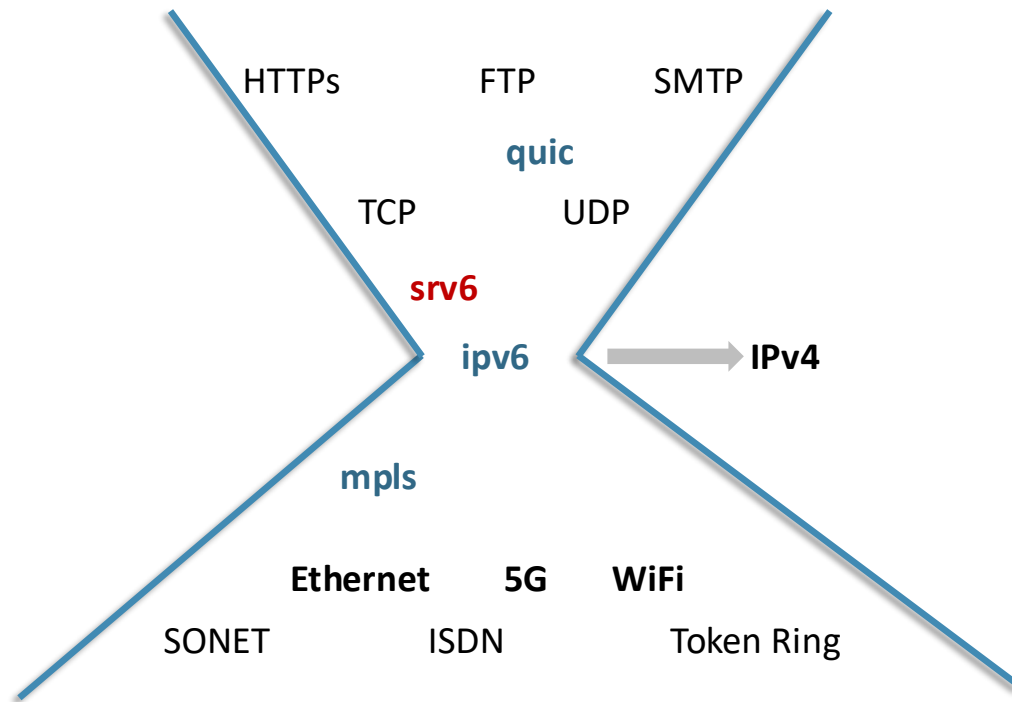 HTTPs FTP SMTP
quic
TCP UDP
srv6
ipv6 IPv4
mpls
Ethernet 5G WiFi
SONET ISDN Token Ring